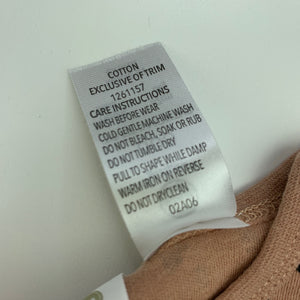 COTTON
EXCLUSIVE OF TRIM
1261157
CARE INSTRUCTIONS
WASH BEFORE WEAR
COLD GENTLE MACHINE WASH
DO NOT BLEACH, SOAK OR RUB
DO NOT TUMBLE DRY
PULL TO SHAPE WHILE DAMP
WARM IRON ON REVERSE
DO NOT DRYCLEAN
02A06